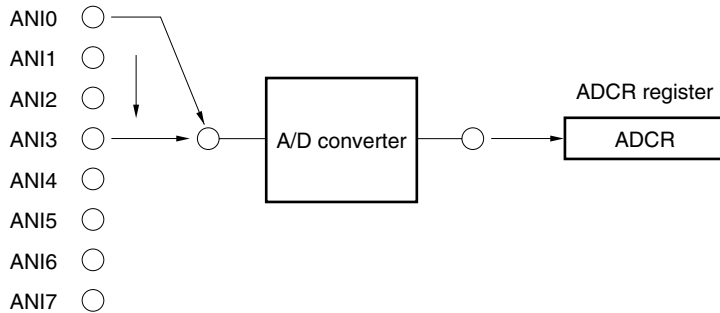 ANI0
ANI1
ANI2
ANI3
ANI4
ANI5
ANI6
ANI7
A/D converter
ADCR register
ADCR